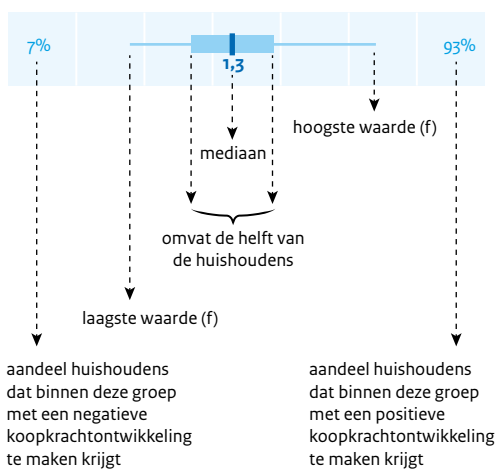 7%
93%
1,3
hoogste waarde (f)
mediaan
omvat de helft van
de huishoudens
laagste waarde (f)
aandeel huishoudens
dat binnen deze groep
met een negatieve
koopkrachtontwikkeling
te maken krijgt
aandeel huishoudens
dat binnen deze groep
met een positieve
koopkrachtontwikkeling
te maken krijgt